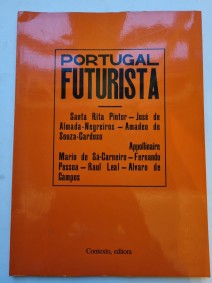 PORTUGAL
FUTURISTA
Santa Rita Pintor — José de
Almada-Negreiros — Amadeo de
Souza-Cardoso
Appollinaire
Mario de Sá-Carneiro — Fernando
Pessoa — Raul Leal — Alvaro de
Campos
Contexto, editora